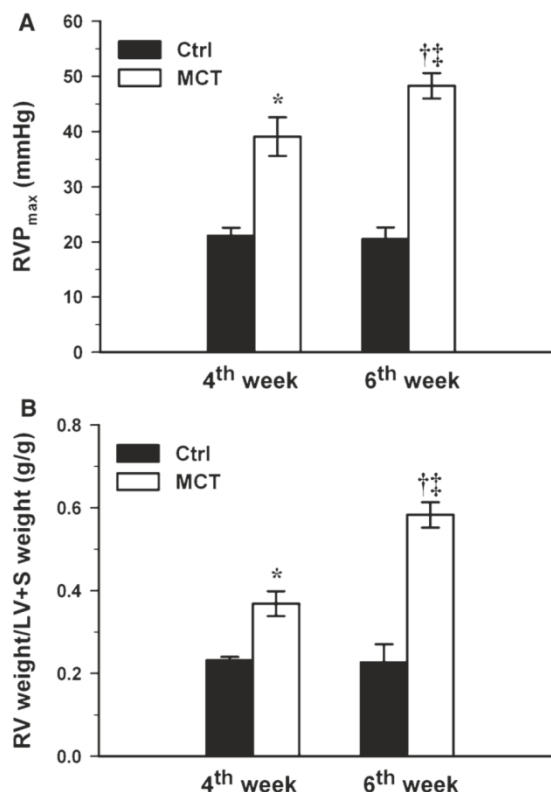 A
60
50
40
30
20
10
0
RVPmax (mmHg)
Ctrl
MCT
*
†‡
4th week
6th week
B
0.8
0.6
0.4
0.2
0.0
RV weight/LV+S weight (g/g)
Ctrl
MCT
*
†‡
4th week
6th week